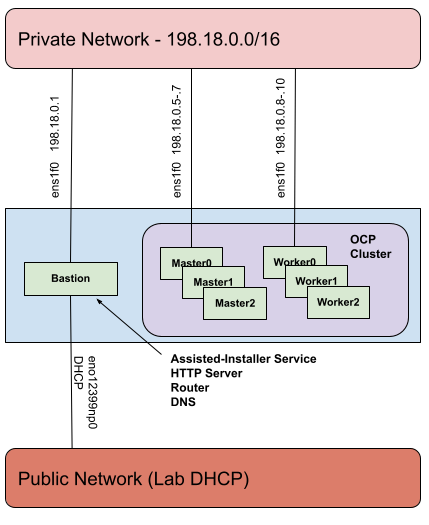 Private Network - 198.18.0.0/16
ens1f0  198.18.0.1
ens1f0  198.18.0.5-.7
ens1f0  198.18.0.8-.10
OCP
Cluster
Bastion
Master0
Master1
Master2
Worker0
Worker1
Worker2
Assisted-Installer Service
HTTP Server
Router
DNS
eno12399np0
DHCP
Public Network (Lab DHCP)